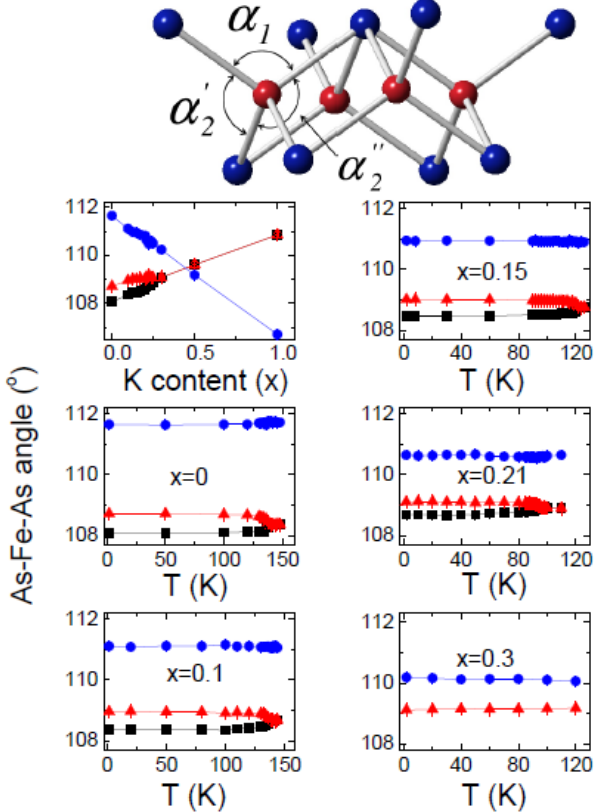 α1
α2'
α2''
As-Fe-As angle (°)
112
110
108
0.0 0.5 1.0
K content (x)
112
110
108
x=0.15
0 40 80 120
T (K)
112
110
108
x=0
0 50 100 150
T (K)
112
110
108
x=0.21
0 40 80 120
T (K)
112
110
108
x=0.1
0 50 100 150
T (K)
112
110
108
x=0.3
0 40 80 120
T (K)